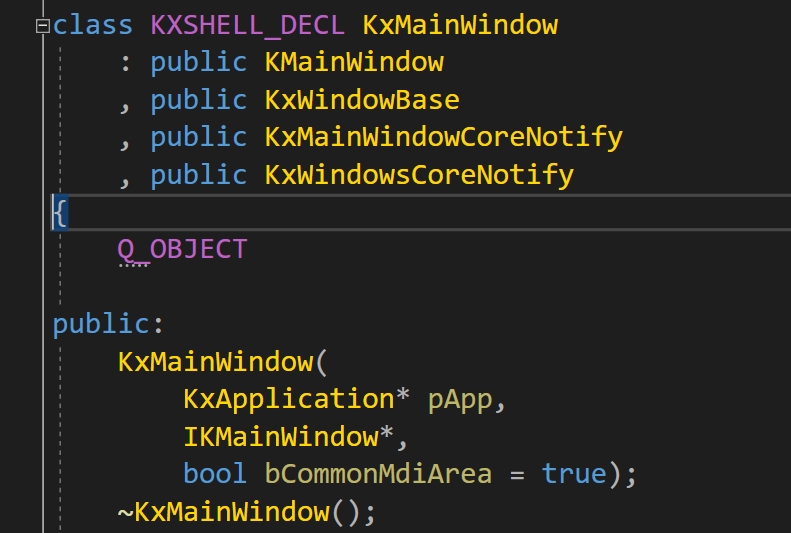 class KXSHELL_DECL KxMainWindow
: public KMainWindow
, public KxWindowBase
, public KxMainWindowCoreNotify
, public KxWindowsCoreNotify
{
Q_OBJECT
public:
KxMainWindow(
KxApplication* pApp,
IKMainWindow*,
bool bCommonMdiArea = true);
~KxMainWindow();